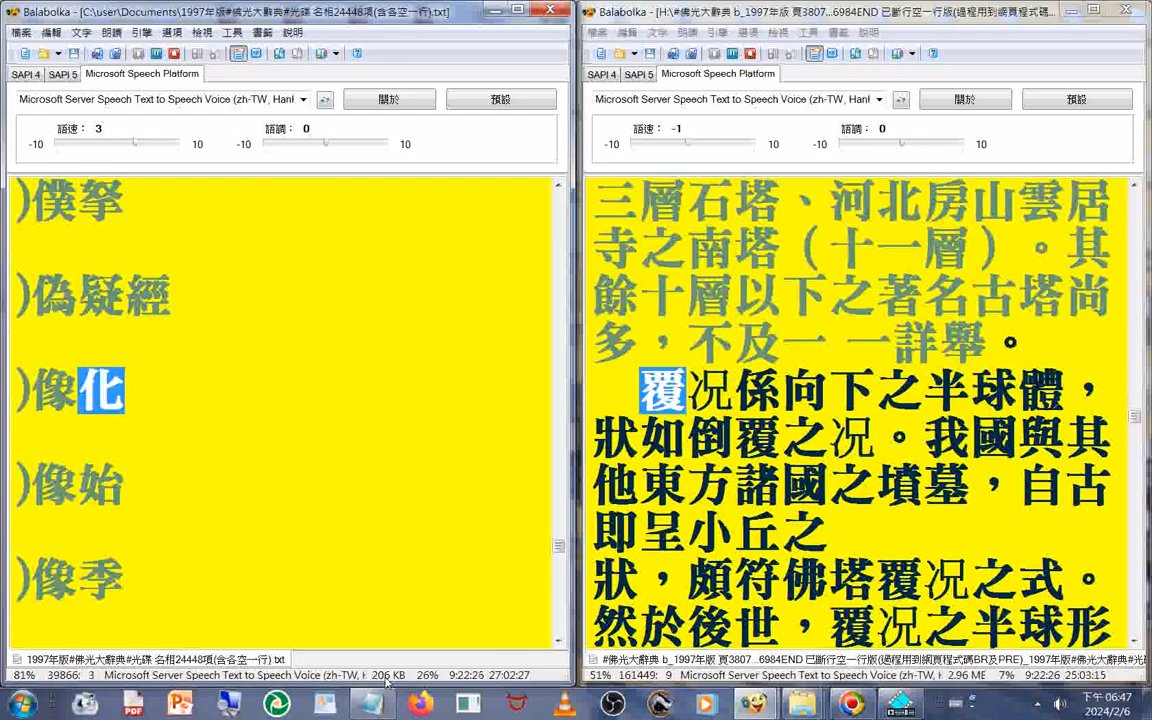 Balabolka - [C:\user\Documents\1997年版#佛光大辭典#光碟 名相24448項(含各空一行).txt]
檔案 編輯 文字 朗讀 引擎 選項 檢視 工具 書籤 說明
SAPI 4 SAPI 5 Microsoft Speech Platform
Microsoft Server Speech Text to Speech Voice (zh-TW, Hanl
關於
預設
語速： 3
語調： 0
-10 10 -10 10
)僕拏
)偽疑經
)像化
)像始
)像季
1997年版#佛光大辭典#光碟 名相24448項(含各空一行).txt
81% 39866: 3 Microsoft Server Speech Text to Speech Voice (zh-TW, H 206 KB 26% 9:22:26 27:02:27
Balabolka - [H:\#佛光大辭典 b_1997年版 頁3807...6984END 已斷行空一行版(過程用到網頁程式碼...
檔案 編輯 文字 朗讀 引擎 選項 檢視 工具 書籤 說明
SAPI 4 SAPI 5 Microsoft Speech Platform
Microsoft Server Speech Text to Speech Voice (zh-TW, Hanl
關於
預設
語速： -1
語調： 0
-10 10 -10 10
三層石塔、河北房山雲居
寺之南塔（十一層）。其
餘十層以下之著名古塔尚
多，不及一 一詳舉。
覆况係向下之半球體，
狀如倒覆之况。我國與其
他東方諸國之墳墓，自古
即呈小丘之
狀，頗符佛塔覆况之式。
然於後世，覆况之半球形
#佛光大辭典 b_1997年版 頁3807...6984END 已斷行空一行版(過程用到網頁程式碼BR及PRE)_1997年版#佛光
51% 161449: 9 Microsoft Server Speech Text to Speech Voice (zh-TW, H 2.96 MB 7% 9:22:26 25:03:15
下午 06:47
2024/2/6